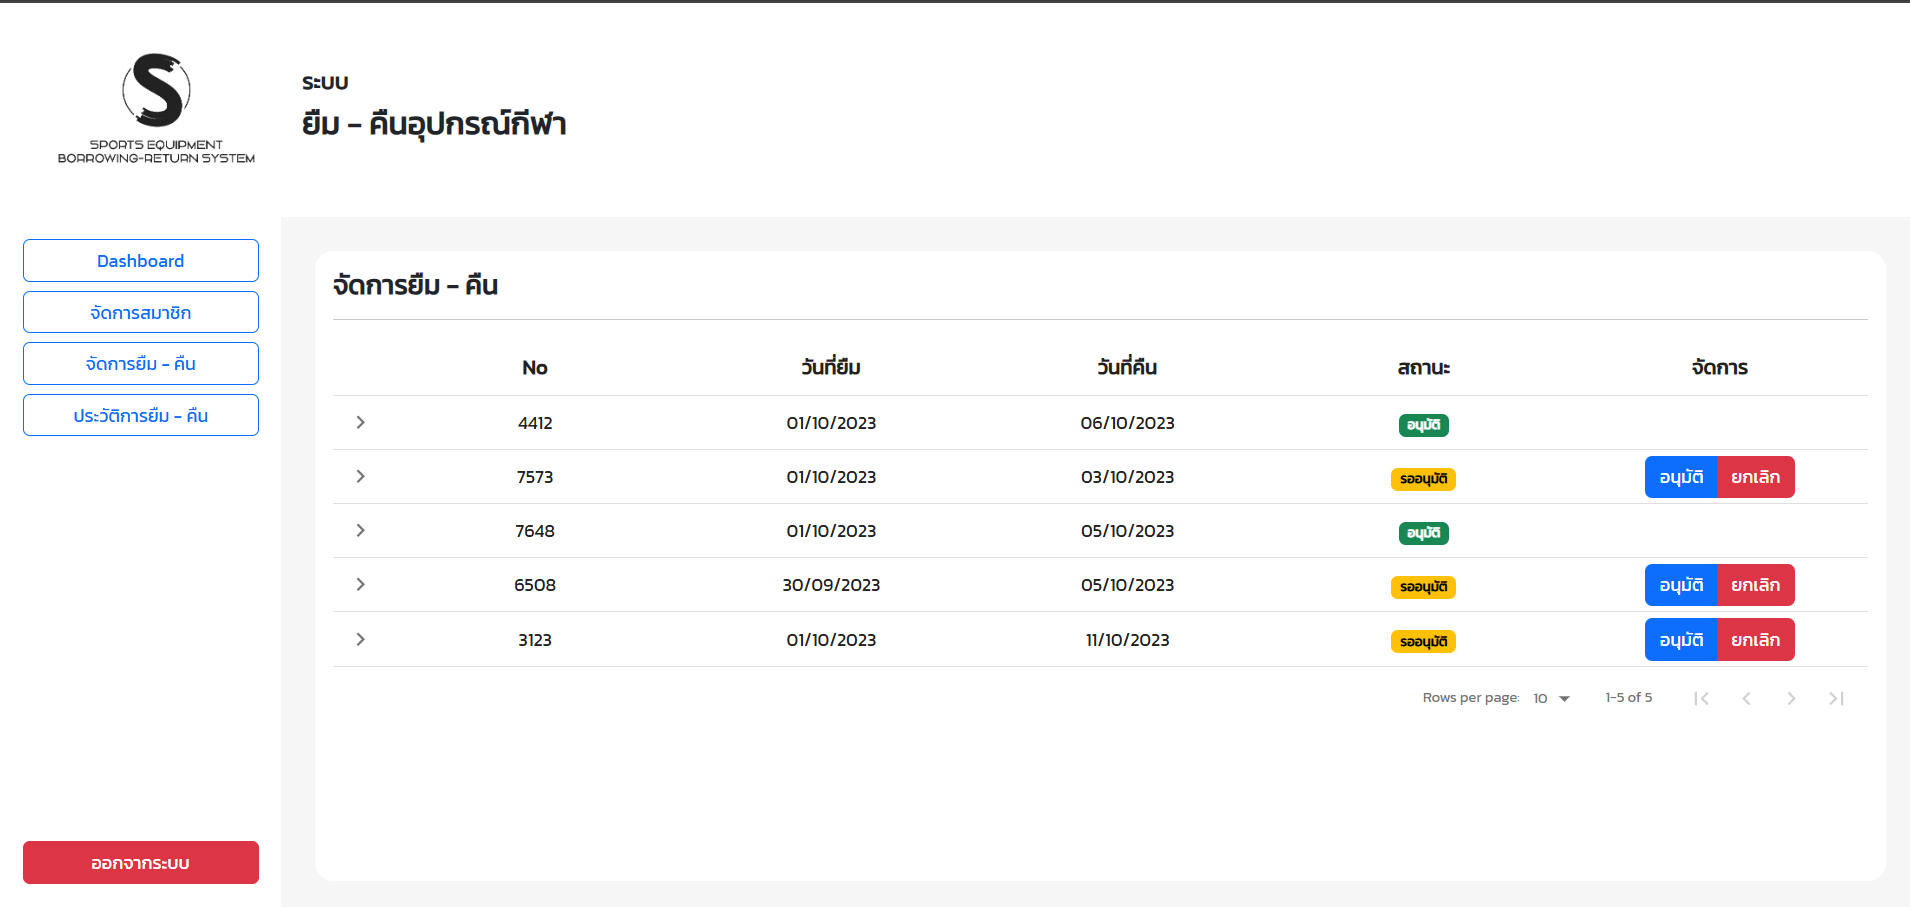 SPORTS EQUIPMENT
BORROWING-RETURN SYSTEM
ระบบ
ยืม - คืนอุปกรณ์กีฬา
Dashboard
จัดการสมาชิก
จัดการยืม - คืน
ประวัติการยืม - คืน
ออกจากระบบ
จัดการยืม - คืน
No วันที่ยืม วันที่คืน สถานะ จัดการ
4412 01/10/2023 06/10/2023 อนุมัติ
7573 01/10/2023 03/10/2023 รออนุมัติ อนุมัติ ยกเลิก
7648 01/10/2023 05/10/2023 อนุมัติ
6508 30/09/2023 05/10/2023 รออนุมัติ อนุมัติ ยกเลิก
3123 01/10/2023 11/10/2023 รออนุมัติ อนุมัติ ยกเลิก
Rows per page: 10 1-5 of 5